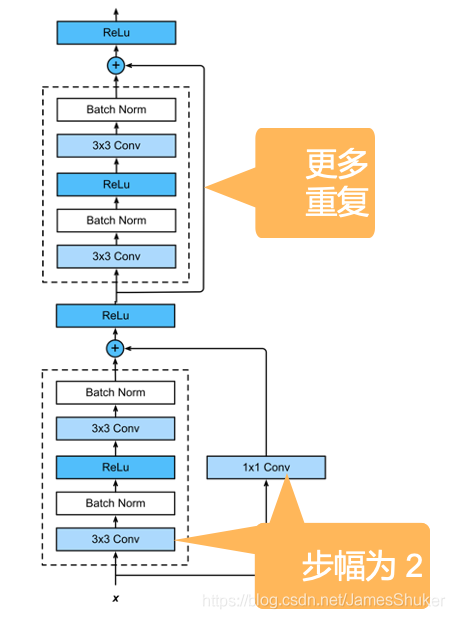 ReLu
+
Batch Norm
3x3 Conv
ReLu
Batch Norm
3x3 Conv
更多
重复
ReLu
+
Batch Norm
3x3 Conv
ReLu
1x1 Conv
Batch Norm
3x3 Conv
步幅为 2
x
https://blog.csdn.net/JamesShuker